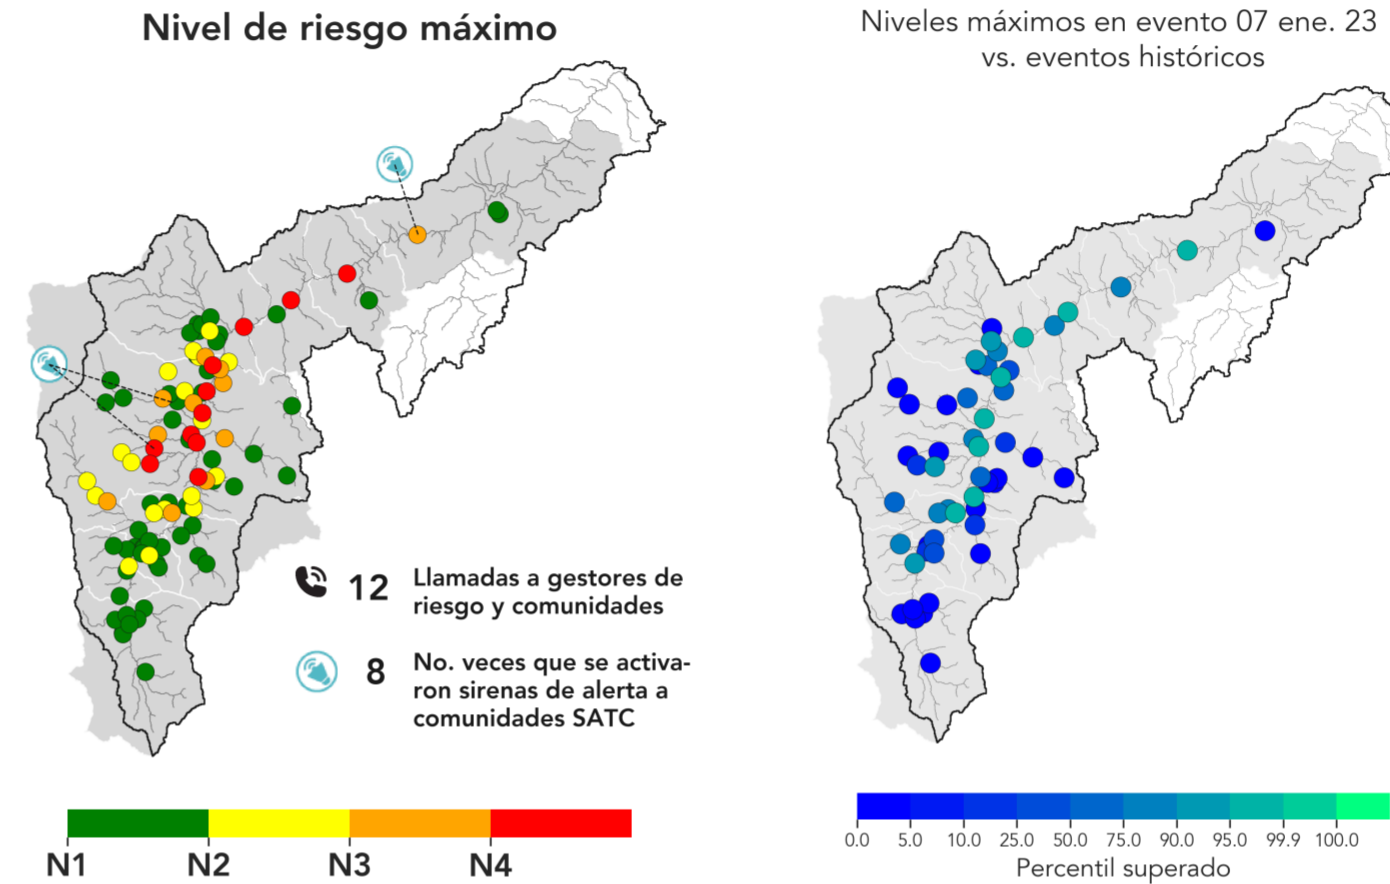 Nivel de riesgo máximo
Niveles máximos en evento 07 ene. 23
vs. eventos históricos
12
Llamadas a gestores de
riesgo y comunidades
8
No. veces que se activa-
ron sirenas de alerta a
comunidades SATC
N1 N2 N3 N4
0.0 5.0 10.0 25.0 50.0 75.0 90.0 95.0 99.9 100.0
Percentil superado